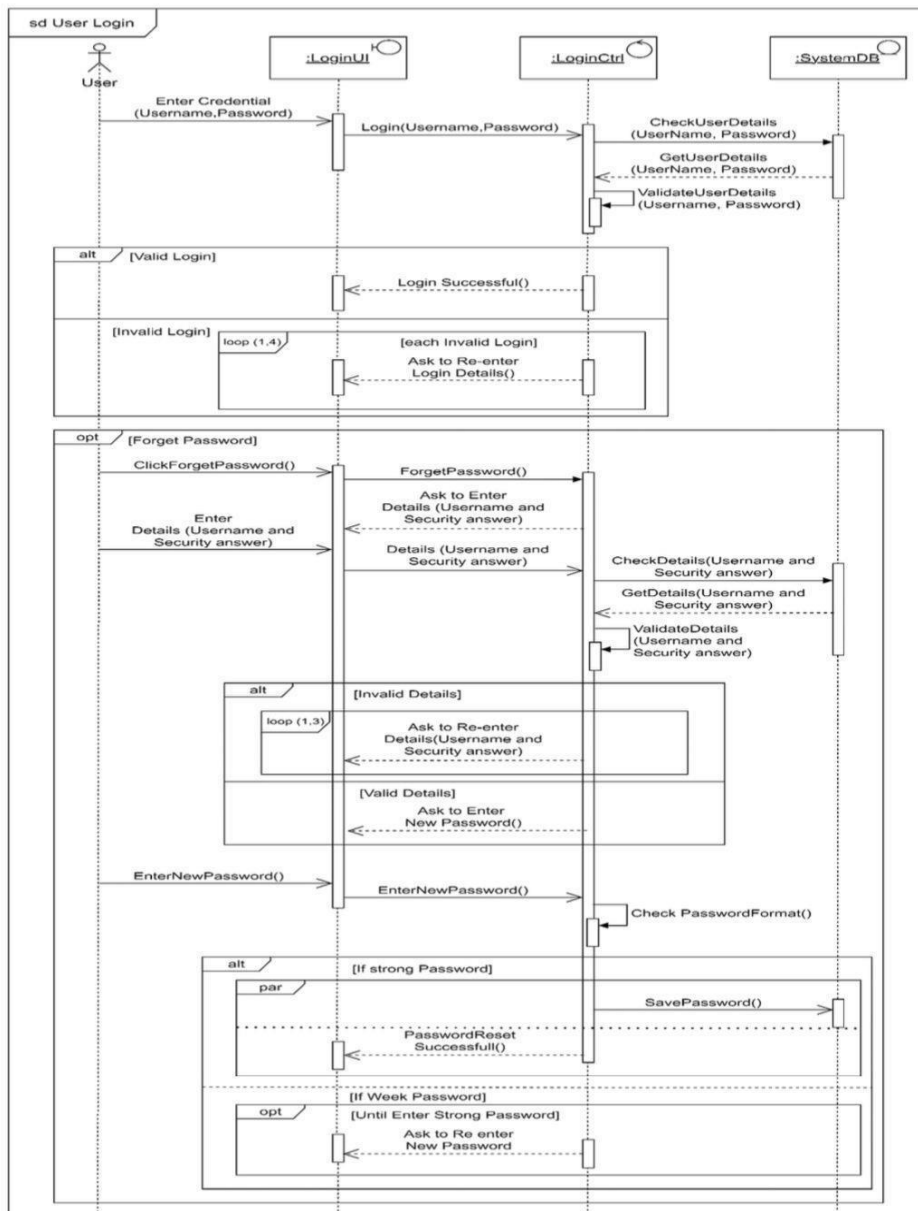 sd User Login
User
:LoginUI
:LoginCtrl
:SystemDB
Enter Credential
(Username,Password)
Login(Username,Password)
CheckUserDetails
(UserName, Password)
GetUserDetails
(UserName, Password)
ValidateUserDetails
(Username, Password)
alt
[Valid Login]
Login Successful()
[Invalid Login]
loop (1,4)
[each Invalid Login]
Ask to Re-enter
Login Details()
opt
[Forget Password]
ClickForgetPassword()
ForgetPassword()
Ask to Enter
Details (Username and
Security answer)
Enter
Details (Username and
Security answer)
Details (Username and
Security answer)
CheckDetails(Username and
Security answer)
GetDetails(Username and
Security answer)
ValidateDetails
(Username and
Security answer)
alt
[Invalid Details]
loop (1,3)
Ask to Re-enter
Details(Username and
Security answer)
[Valid Details]
Ask to Enter
New Password()
EnterNewPassword()
EnterNewPassword()
Check PasswordFormat()
alt
[If strong Password]
par
SavePassword()
PasswordReset
Successfull()
[If Week Password]
opt
[Until Enter Strong Password]
Ask to Re enter
New Password